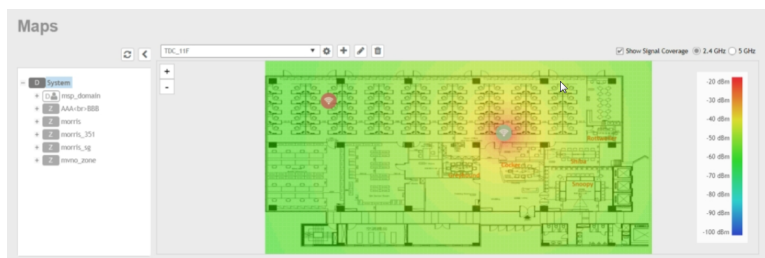 Maps
TDC_11F
Show Signal Coverage 2.4 GHz 5 GHz
D System
D msp_domain
Z AAA<br>BBB
Z morris
Z morris_351
Z morris_sg
Z mvno_zone
+
-
-20 dBm
-30 dBm
-40 dBm
-50 dBm
-60 dBm
-70 dBm
-80 dBm
-90 dBm
-100 dBm
Snoopy